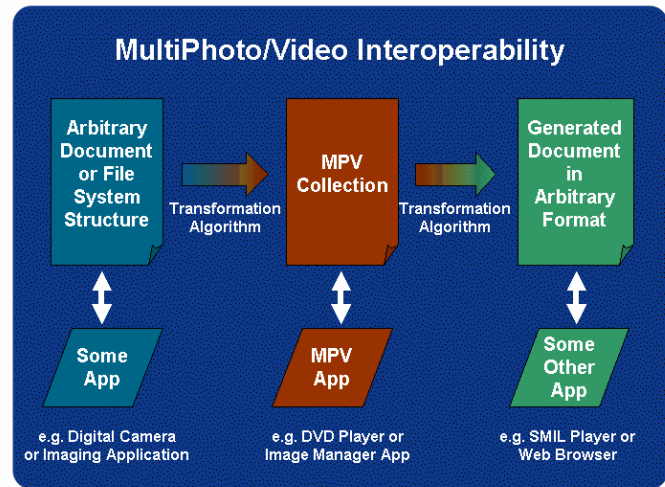 MultiPhoto/Video Interoperability
Arbitrary
Document
or File
System
Structure
Transformation
Algorithm
MPV
Collection
Transformation
Algorithm
Generated
Document
in
Arbitrary
Format
Some
App
MPV
App
Some
Other
App
e.g. Digital Camera
or Imaging Application
e.g. DVD Player or
Image Manager App
e.g. SMIL Player or
Web Browser